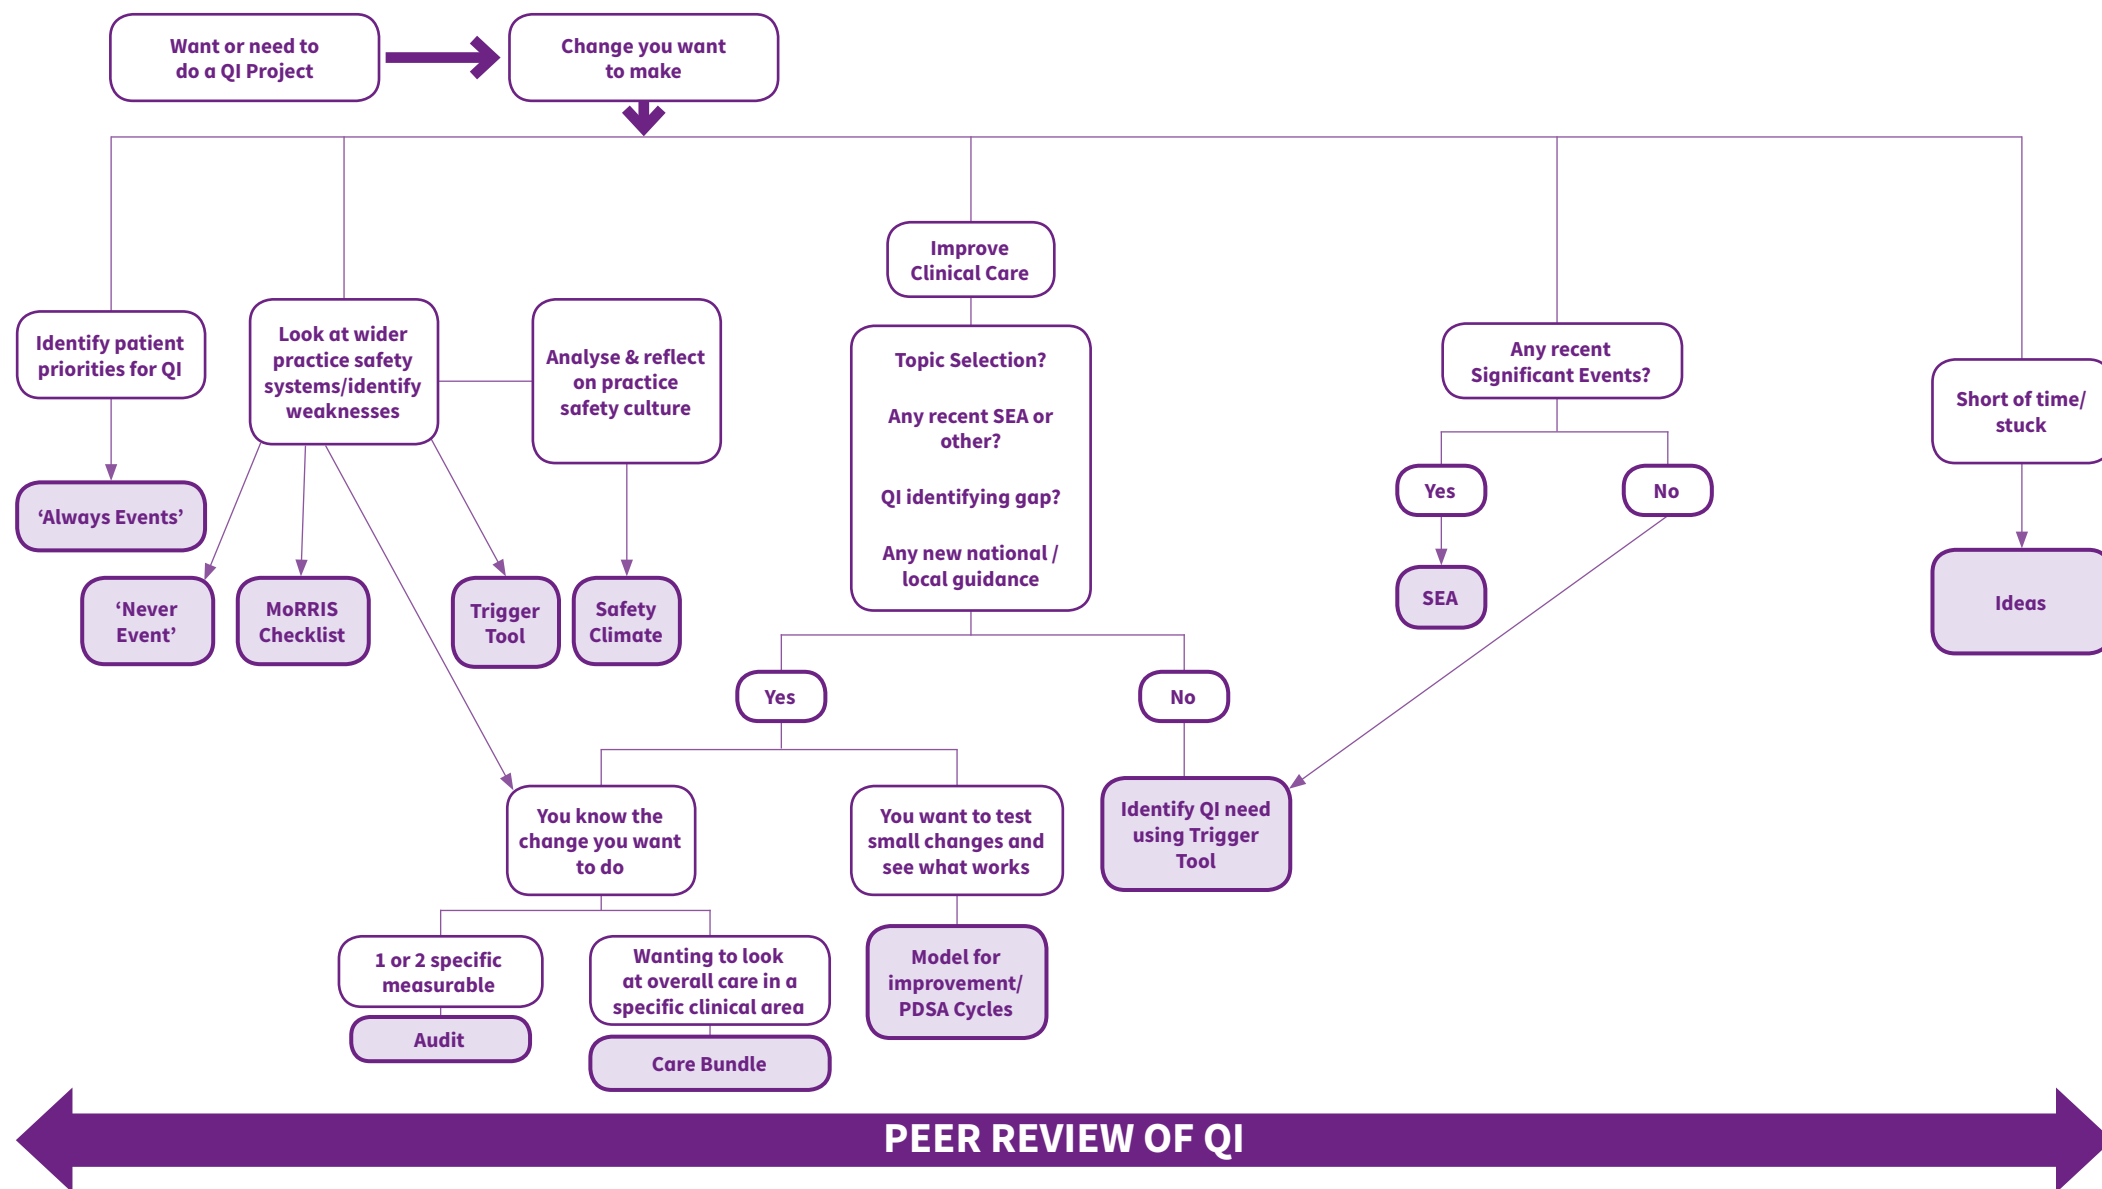 Want or need to
do a QI Project
Change you want
to make
Improve
Clinical Care
Identify patient
priorities for QI
Look at wider
practice safety
systems/identify
weaknesses
Analyse & reflect
on practice
safety culture
Topic Selection?
Any recent SEA or
other?
QI identifying gap?
Any new national /
local guidance
Any recent
Significant Events?
Short of time/
stuck
Yes
No
‘Always Events’
‘Never
Event’
MoRRIS
Checklist
Trigger
Tool
Safety
Climate
SEA
Ideas
Yes
No
You know the
change you want
to do
You want to test
small changes and
see what works
Identify QI need
using Trigger
Tool
1 or 2 specific
measurable
Wanting to look
at overall care in a
specific clinical area
Model for
improvement/
PDSA Cycles
Audit
Care Bundle
PEER REVIEW OF QI